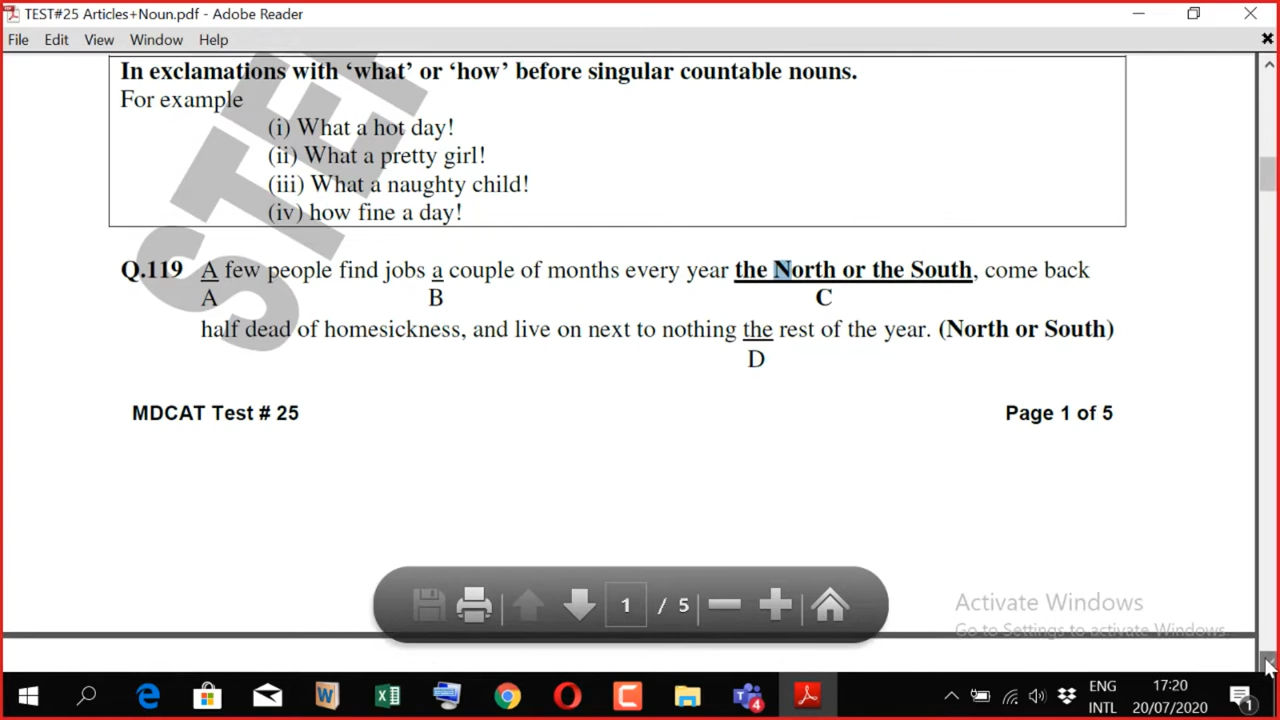 TEST#25 Articles+Noun.pdf - Adobe Reader
File Edit View Window Help
In exclamations with ‘what’ or ‘how’ before singular countable nouns.
For example
(i) What a hot day!
(ii) What a pretty girl!
(iii) What a naughty child!
(iv) how fine a day!
Q.119 A few people find jobs a couple of months every year the North or the South, come back
A B C
half dead of homesickness, and live on next to nothing the rest of the year. (North or South)
D
MDCAT Test # 25 Page 1 of 5
1 / 5
Activate Windows
Go to Settings to activate Windows.
ENG 17:20
INTL 20/07/2020
4
1